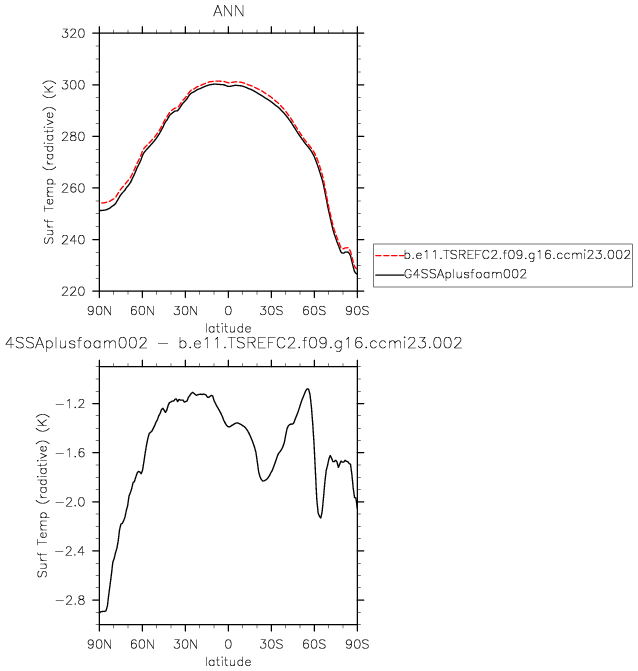 ANN
320
300
280
260
240
220
Surf Temp (radiative) (K)
90N 60N 30N 0 30S 60S 90S
latitude
b.e11.TSREFC2.f09.g16.ccmi23.002
G4SSAplusfoam002
4SSAplusfoam002 − b.e11.TSREFC2.f09.g16.ccmi23.002
−1.2
−1.6
−2.0
−2.4
−2.8
Surf Temp (radiative) (K)
90N 60N 30N 0 30S 60S 90S
latitude